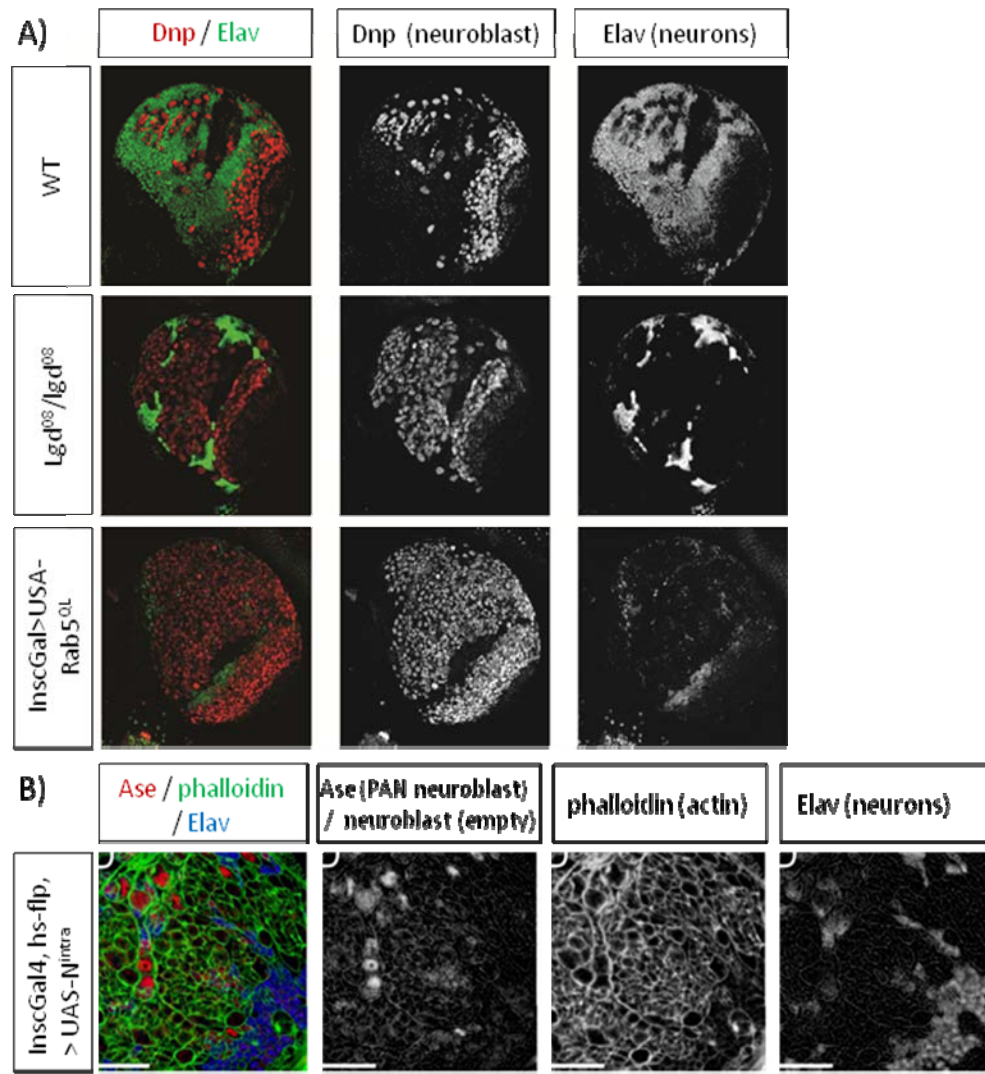 A)
Dnp / Elav
Dnp (neuroblast)
Elav (neurons)
WT
Lgd⁰⁸/lgd⁰⁸
InscGal>USA-
Rab5ᴼᴸ
B)
Ase / phalloidin
/ Elav
Ase (PAN neuroblast)
/ neuroblast (empty)
phalloidin (actin)
Elav (neurons)
InscGal4, hs-flp,
> UAS-Nⁱⁿᵗʳᵃ